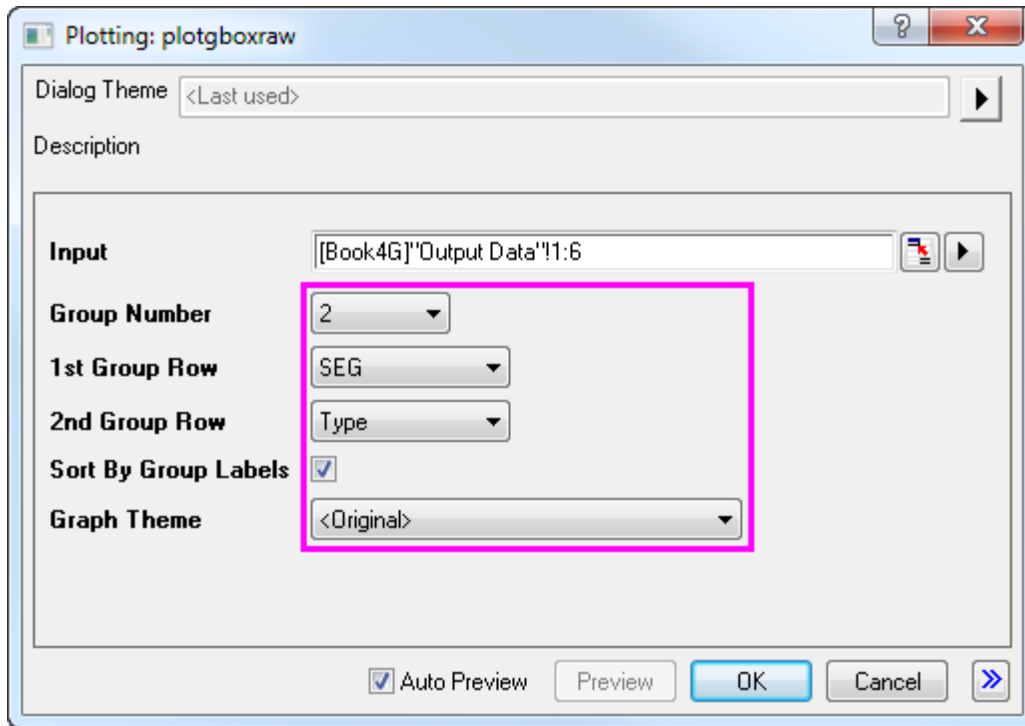 Plotting: plotgboxraw
?
Dialog Theme <Last used>
Description
Input [Book4G]"Output Data"!1:6
Group Number 2
1st Group Row SEG
2nd Group Row Type
Sort By Group Labels
Graph Theme <Original>
Auto Preview Preview OK Cancel